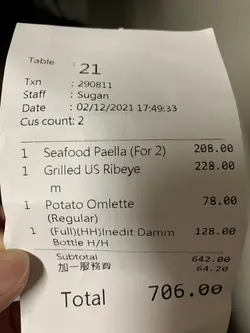 Table : 21
Txn : 290811
Staff : Sugan
Date : 02/12/2021 17:49:33
Cus count: 2
1 Seafood Paella (For 2) 208.00
1 Grilled US Ribeye 228.00
m
1 Potato Omlette 78.00
(Regular)
1 (Full)(HH)Inedit Damm 128.00
Bottle H/H
Subtotal 642.00
加一服務費 64.20
Total 706.00